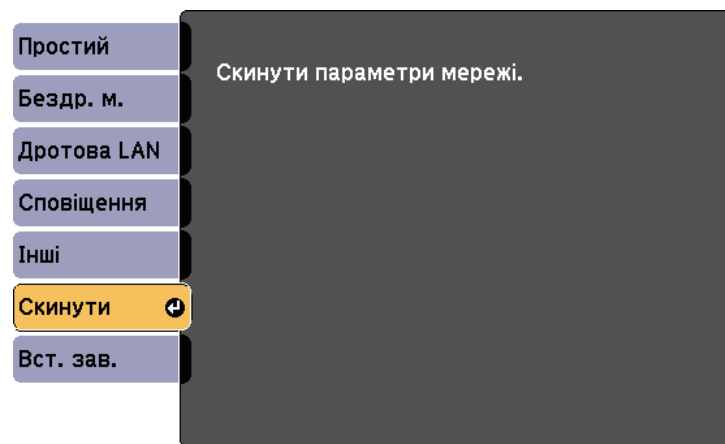 Простий
Бездр. м.
Дротова LAN
Сповіщення
Інші
Скинути
Вст. зав.
Скинути параметри мережі.